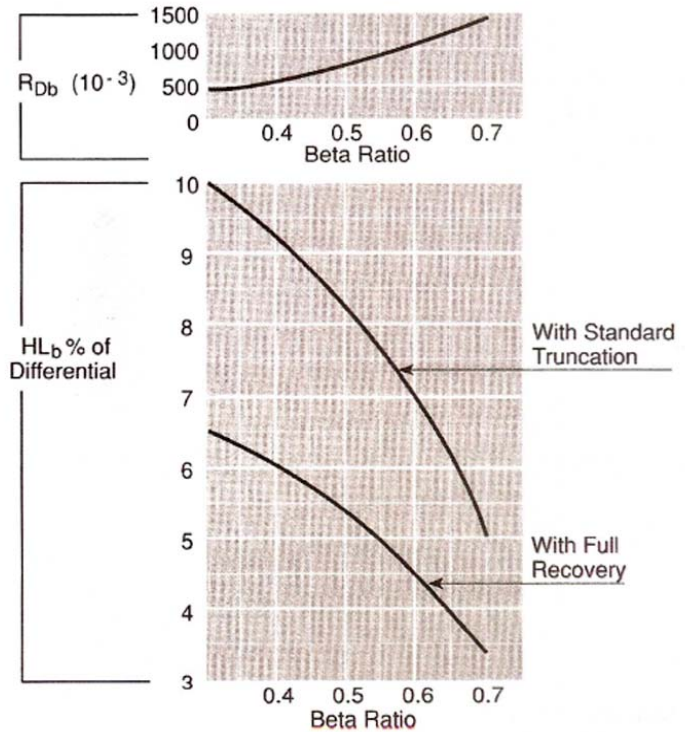 1500
1000
R_Db (10⁻³)
500
0
0.4 0.5 0.6 0.7
Beta Ratio
10
9
8
With Standard
Truncation
HL_b % of
Differential
7
6
5
With Full
Recovery
4
3
0.4 0.5 0.6 0.7
Beta Ratio